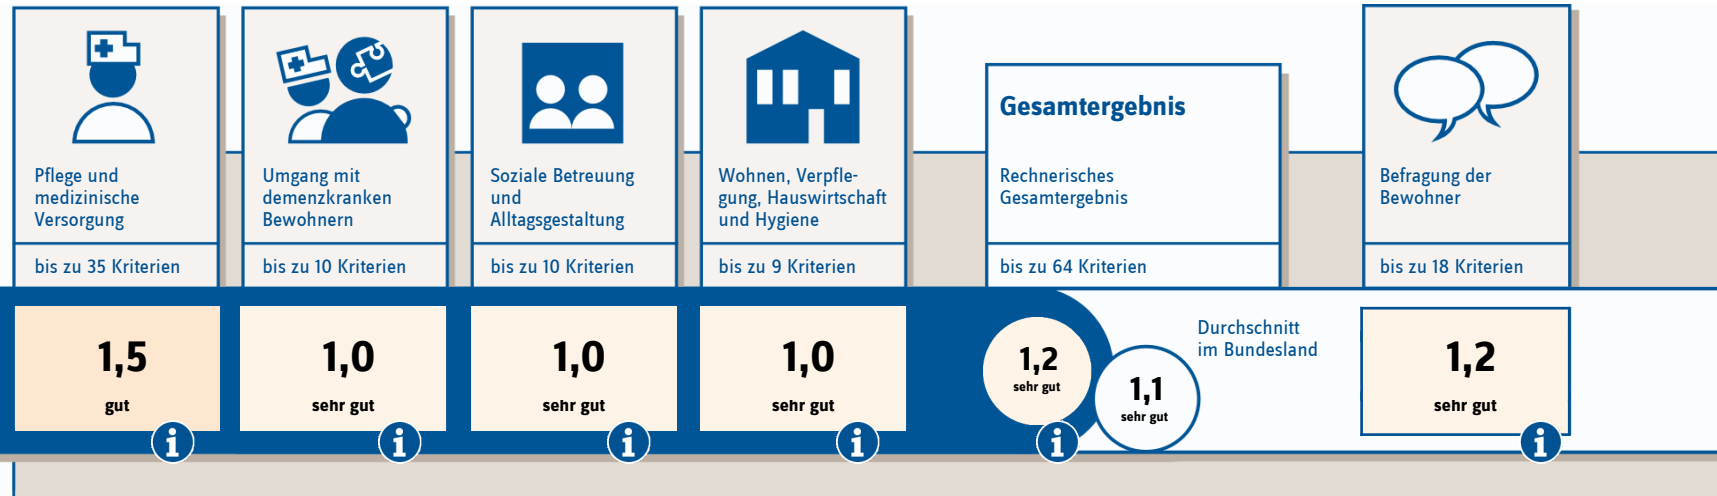 Pflege und
medizinische
Versorgung
bis zu 35 Kriterien
1,5
gut
i
Umgang mit
demenzkranken
Bewohnern
bis zu 10 Kriterien
1,0
sehr gut
i
Soziale Betreuung
und
Alltagsgestaltung
bis zu 10 Kriterien
1,0
sehr gut
i
Wohnen, Verpfle-
gung, Hauswirtschaft
und Hygiene
bis zu 9 Kriterien
1,0
sehr gut
i
Gesamtergebnis
Rechnerisches
Gesamtergebnis
bis zu 64 Kriterien
1,2
sehr gut
i
1,1
sehr gut
Durchschnitt
im Bundesland
Befragung der
Bewohner
bis zu 18 Kriterien
1,2
sehr gut
i